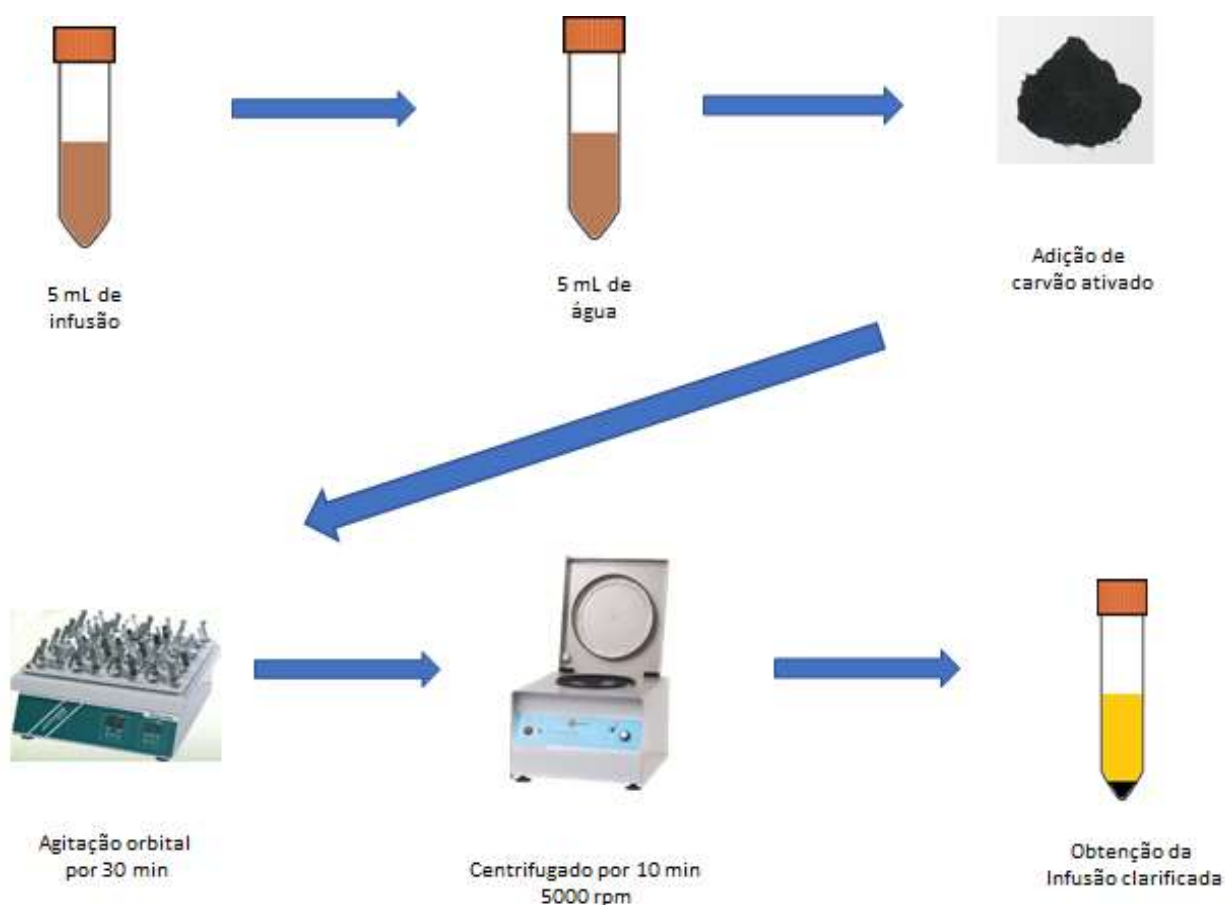 5 mL de
infusão
5 mL de
água
Adição de
carvão ativado
Agitação orbital
por 30 min
Centrifugado por 10 min
5000 rpm
Obtenção da
Infusão clarificada